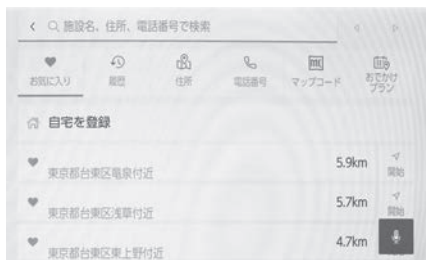 施設名、住所、電話番号で検索
お気に入り
履歴
住所
電話番号
マップコード
おでかけ
プラン
自宅を登録
5.9km
東京都台東区竜泉付近
開始
5.7km
東京都台東区浅草付近
開始
4.7km
東京都台東区東上野付近